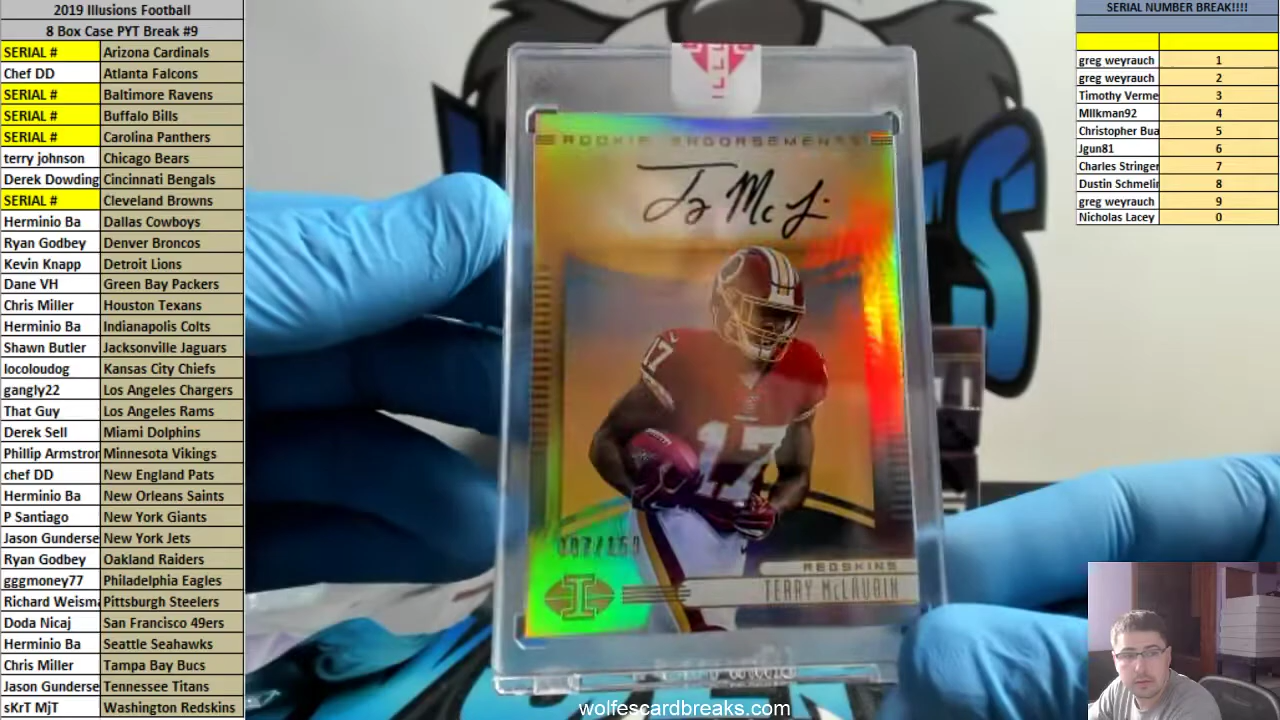 2019 Illusions Football
8 Box Case PYT Break #9
SERIAL # Arizona Cardinals
Chef DD Atlanta Falcons
SERIAL # Baltimore Ravens
SERIAL # Buffalo Bills
SERIAL # Carolina Panthers
terry johnson Chicago Bears
Derek Dowding Cincinnati Bengals
SERIAL # Cleveland Browns
Herminio Ba Dallas Cowboys
Ryan Godbey Denver Broncos
Kevin Knapp Detroit Lions
Dane VH Green Bay Packers
Chris Miller Houston Texans
Herminio Ba Indianapolis Colts
Shawn Butler Jacksonville Jaguars
locoloudog Kansas City Chiefs
gangly22 Los Angeles Chargers
That Guy Los Angeles Rams
Derek Sell Miami Dolphins
Phillip Armstror Minnesota Vikings
chef DD New England Pats
Herminio Ba New Orleans Saints
P Santiago New York Giants
Jason Gunderse New York Jets
Ryan Godbey Oakland Raiders
gggmoney77 Philadelphia Eagles
Richard Weisma Pittsburgh Steelers
Doda Nicaj San Francisco 49ers
Herminio Ba Seattle Seahawks
Chris Miller Tampa Bay Bucs
Jason Gunderse Tennessee Titans
sKrT MjT Washington Redskins
ROOKIE ENDORSEMENTS
17
17
REDSKINS
TERRY McLAURIN
wolfescardbreaks.com
SERIAL NUMBER BREAK!!!!
greg weyrauch 1
greg weyrauch 2
Timothy Verme 3
MIlkman92 4
Christopher Bua 5
Jgun81 6
Charles Stringer 7
Dustin Schmelin 8
greg weyrauch 9
Nicholas Lacey 0